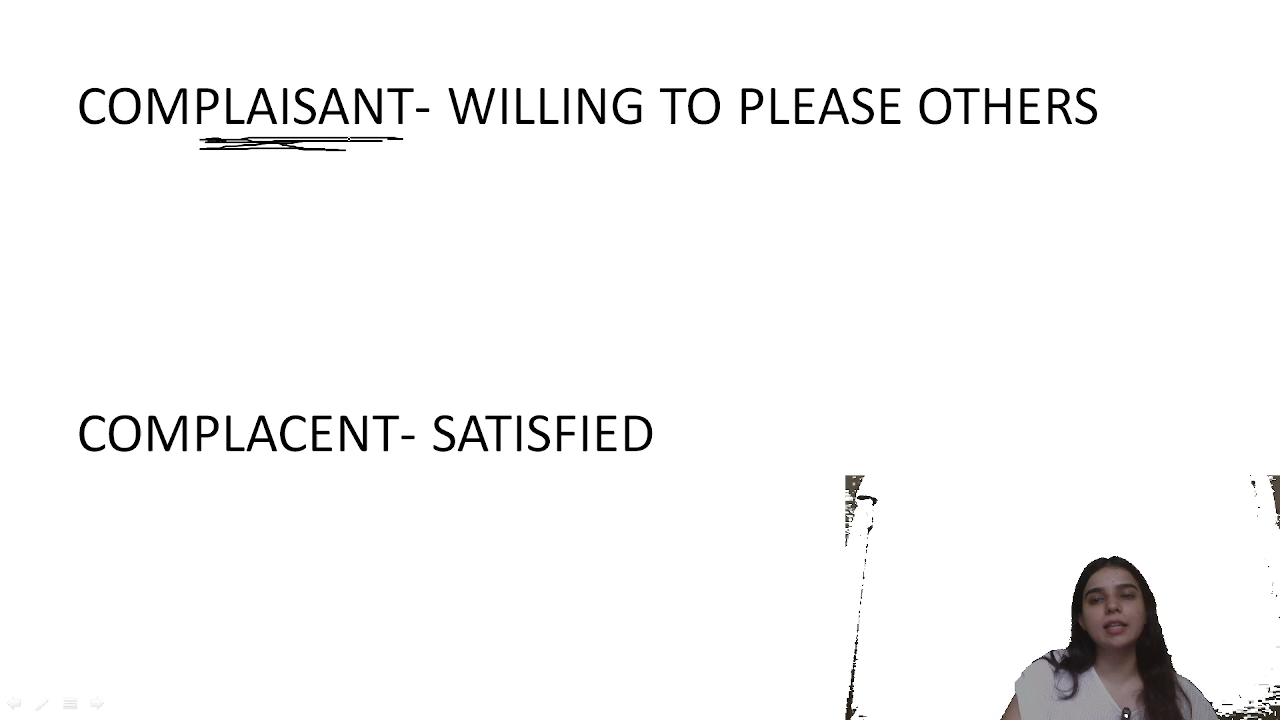 COMPLAISANT- WILLING TO PLEASE OTHERS
COMPLACENT- SATISFIED